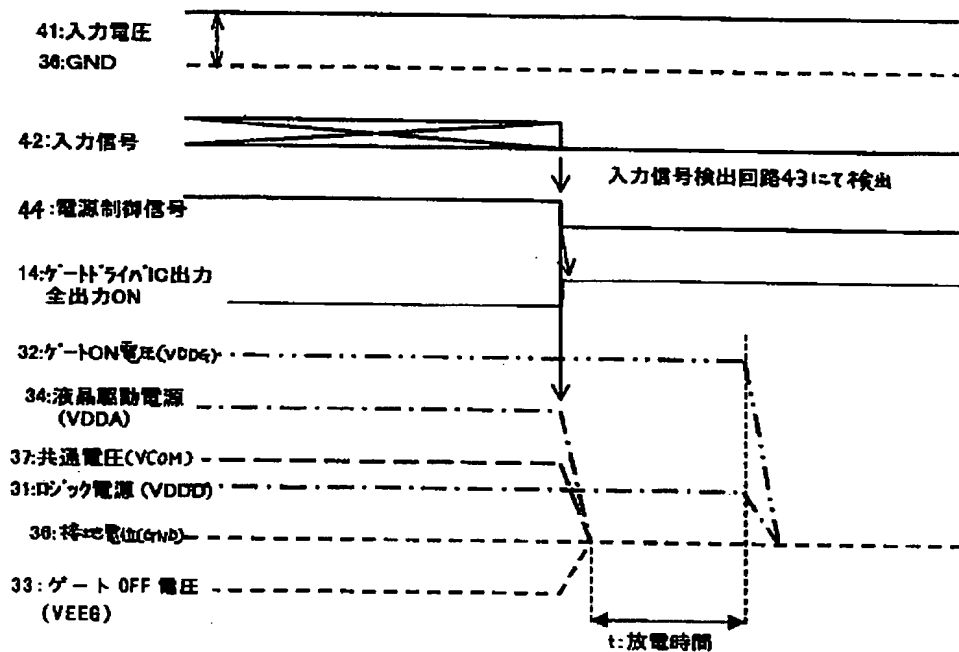 41:入力電圧
36:GND
42:入力信号
入力信号検出回路43にて検出
44:電源制御信号
14:ゲートドライバIC出力
全出力ON
32:ゲートON電圧(VDDG)
34:液晶駆動電源
(VDDA)
37:共通電圧(VCOM)
31:ロジック電源(VDDD)
36:接地電位(GND)
33:ゲート OFF 電圧
(VEEG)
t:放電時間